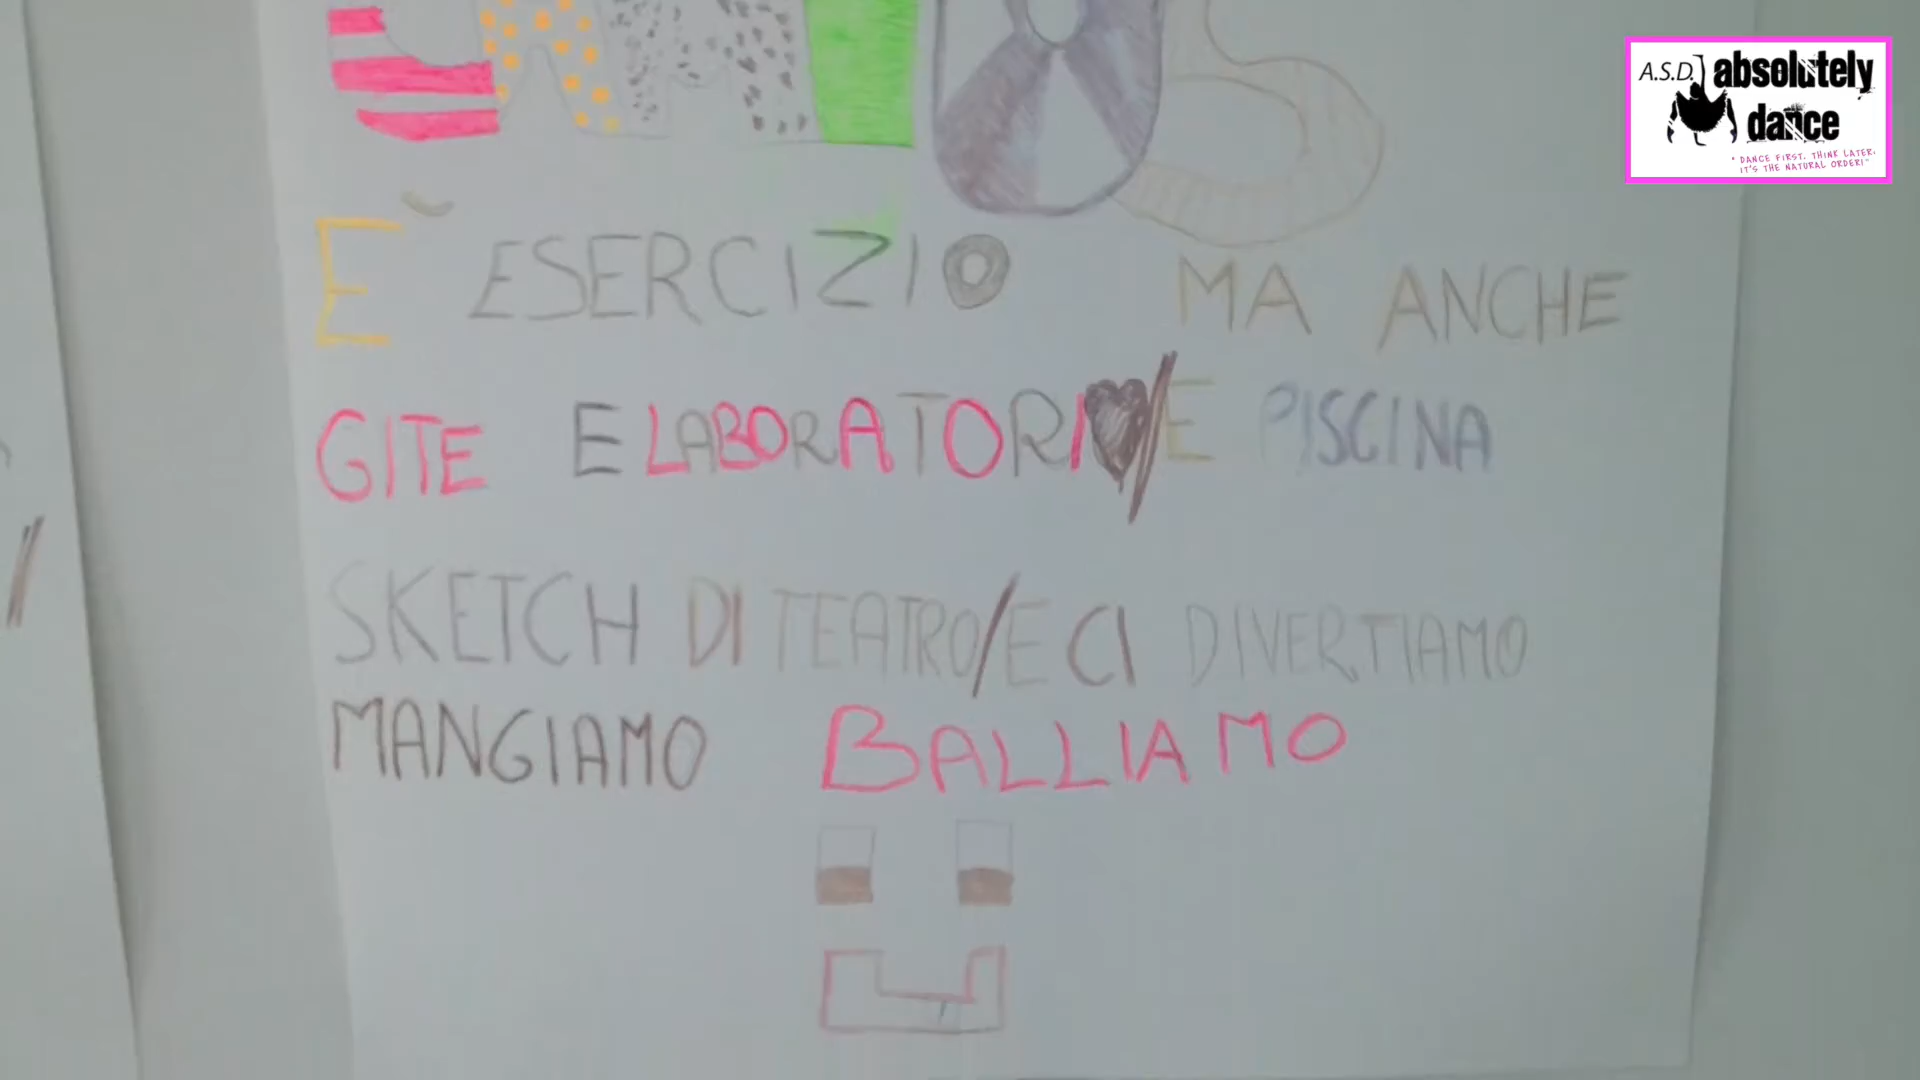 È ESERCIZIO MA ANCHE
GITE E LABORATORI / E PISCINA
SKETCH DI TEATRO / E CI DIVERTIAMO
MANGIAMO BALLIAMO
A.S.D. absolutely
dance
" DANCE FIRST. THINK LATER.
IT'S THE NATURAL ORDER!"